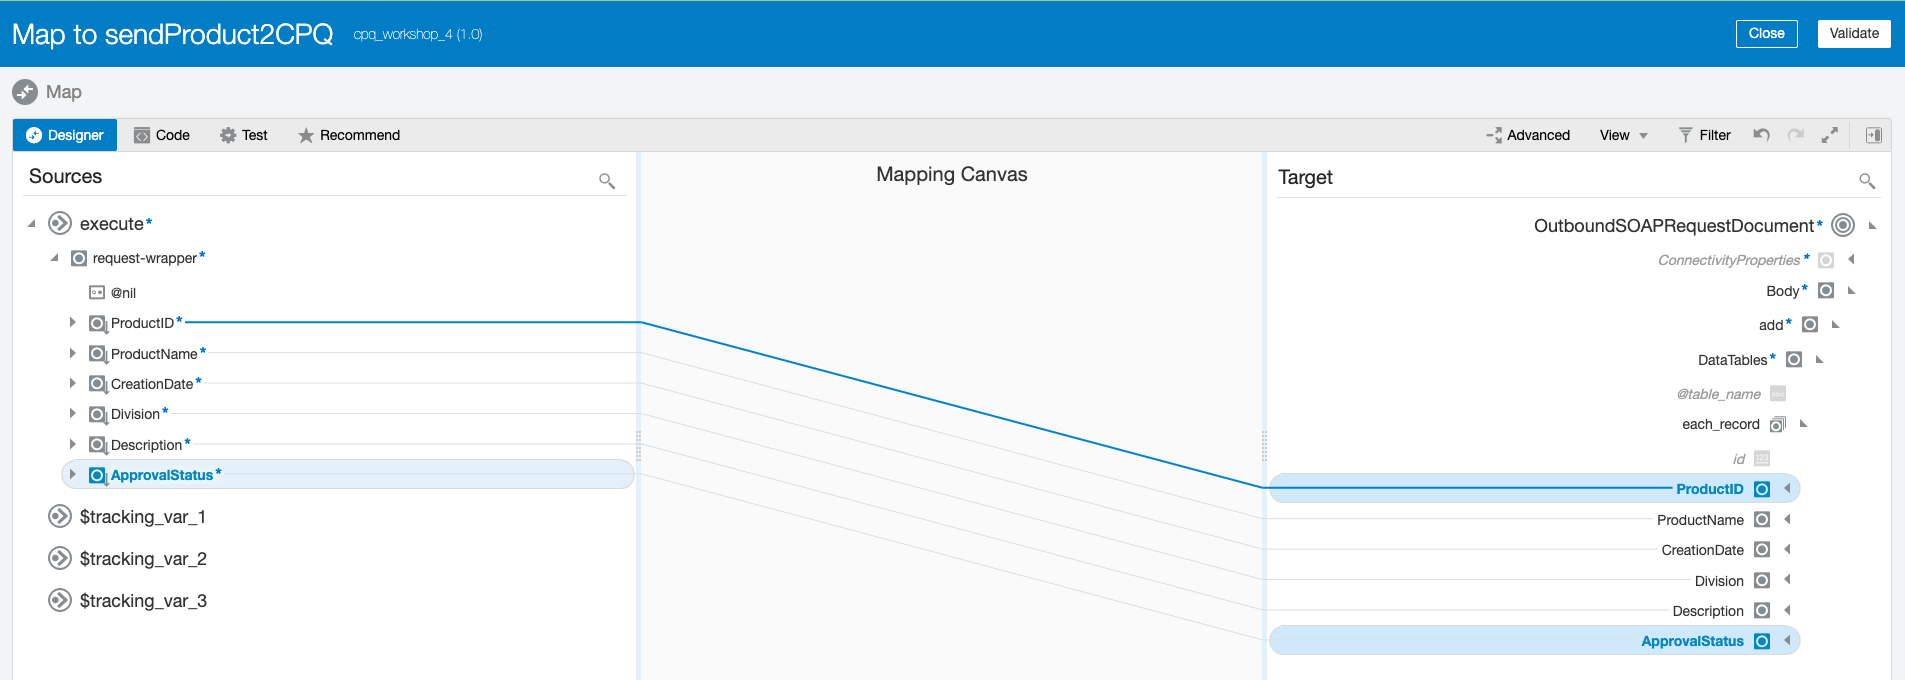 Map to sendProduct2CPQ cpq_workshop_4 (1.0) Close Validate
Map
Designer Code Test Recommend Advanced View Filter
Sources
Mapping Canvas
Target
execute*
request-wrapper*
@nil
ProductID*
ProductName*
CreationDate*
Division*
Description*
ApprovalStatus*
$tracking_var_1
$tracking_var_2
$tracking_var_3
OutboundSOAPRequestDocument*
ConnectivityProperties*
Body*
add*
DataTables*
@table_name abc
each_record
id 123
ProductID
ProductName
CreationDate
Division
Description
ApprovalStatus